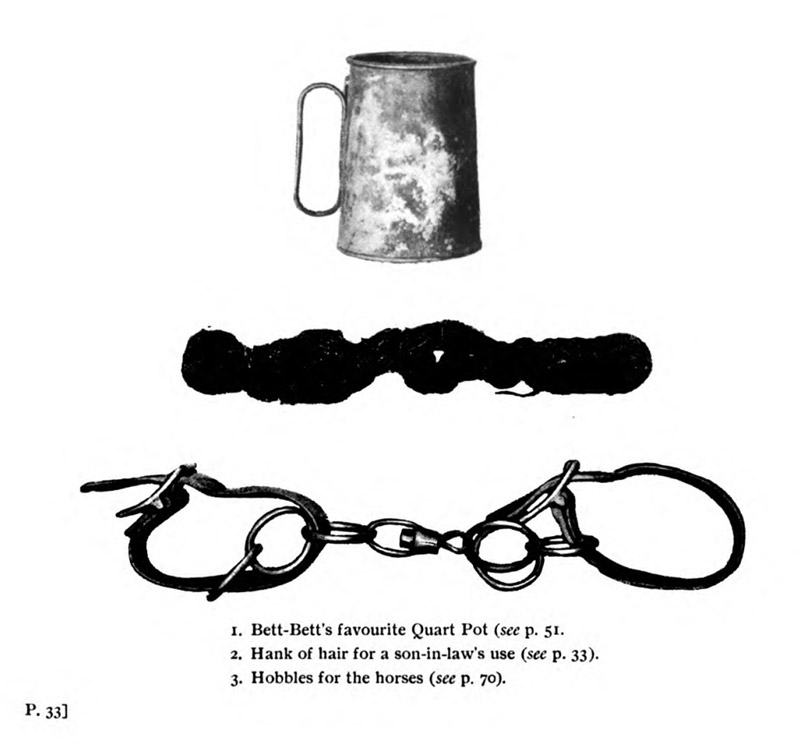 1. Bett-Bett's favourite Quart Pot (see p. 51.
2. Hank of hair for a son-in-law's use (see p. 33).
3. Hobbles for the horses (see p. 70).
P. 33]